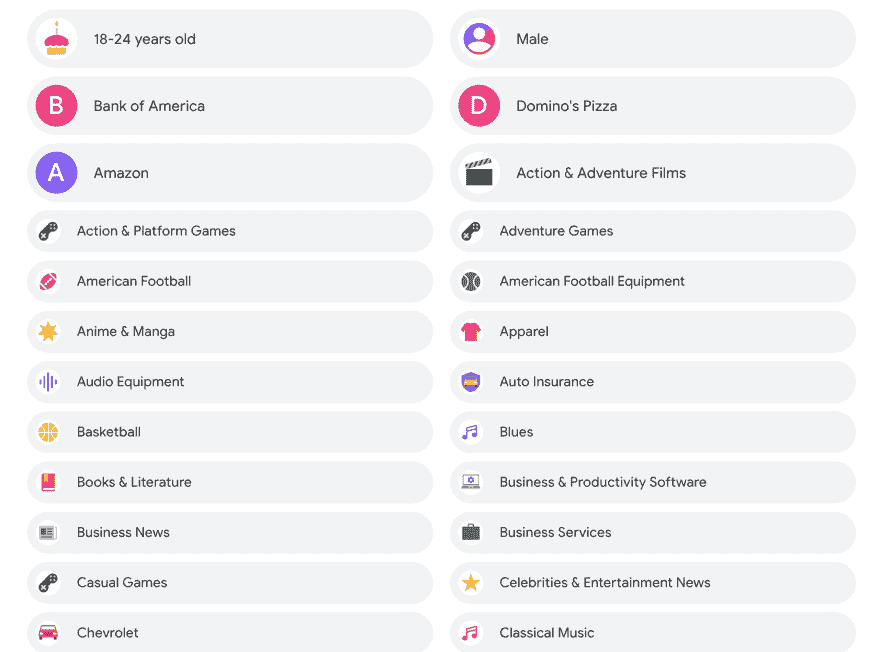 18-24 years old
Male
B
Bank of America
D
Domino's Pizza
A
Amazon
Action & Adventure Films
Action & Platform Games
Adventure Games
American Football
American Football Equipment
Anime & Manga
Apparel
Audio Equipment
Auto Insurance
Basketball
Blues
Books & Literature
Business & Productivity Software
Business News
Business Services
Casual Games
Celebrities & Entertainment News
Chevrolet
Classical Music